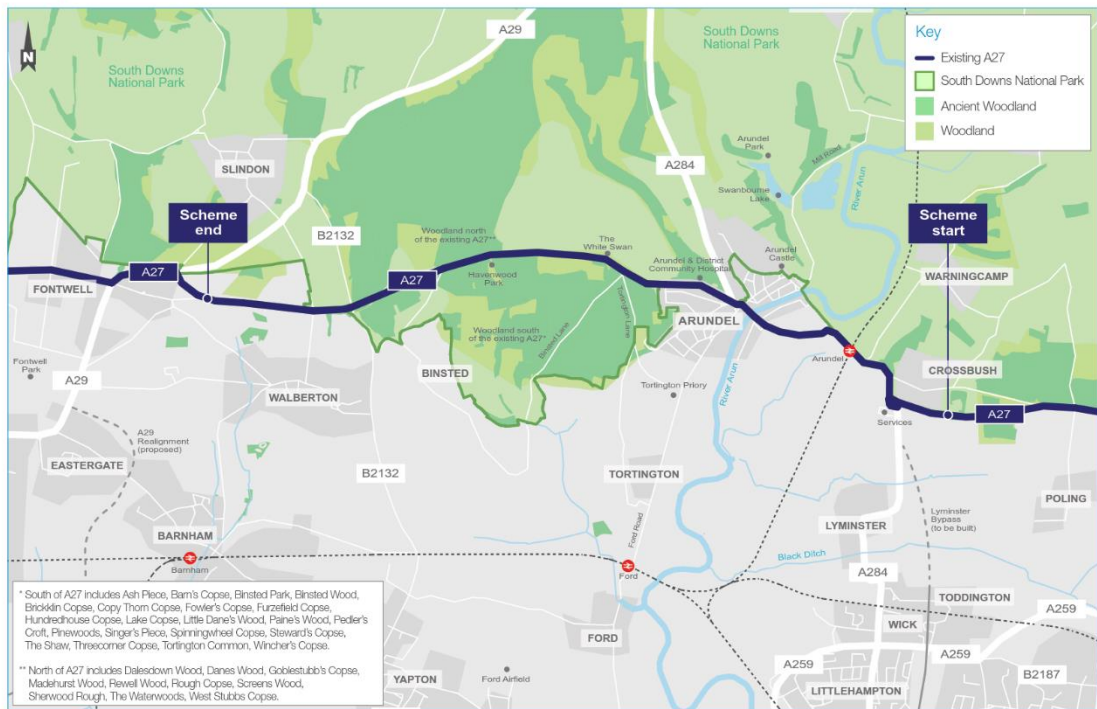 A29
South Downs
National Park
South Downs
National Park
N
Key
Existing A27
South Downs National Park
Ancient Woodland
Woodland
SLINDON
A284
Arundel
Park
Mill Road
River Arun
Swanbourne
Lake
Scheme
end
Scheme
start
B2132
Woodland north
of the existing A27**
The
White Swan
Arundel & District
Community Hospital
Arundel
Castle
WARNINGCAMP
A27
FONTWELL
A27
Havenwood
Park
Tortington Lane
ARUNDEL
Woodland south
of the existing A27*
Binsted Lane
Fontwell
Park
A29
BINSTED
WALBERTON
Tortington Priory
River Arun
Arundel
CROSSBUSH
A27
Services
A29
Realignment
(proposed)
EASTERGATE
B2132
TORTINGTON
POLING
BARNHAM
Barnham
Ford Road
Ford
LYMINSTER
Lyminster
Bypass
(to be built)
Black Ditch
A284
TODDINGTON
A259
WICK
FORD
A259
A259
B2187
YAPTON
Ford Airfield
LITTLEHAMPTON
* South of A27 includes Ash Piece, Barn's Copse, Binsted Park, Binsted Wood,
Brickkiln Copse, Copy Thorn Copse, Fowler's Copse, Furzefield Copse,
Hundredhouse Copse, Lake Copse, Little Dane's Wood, Paine's Wood, Pedler's
Croft, Pinewoods, Singer's Piece, Spinningwheel Copse, Steward's Copse,
The Shaw, Threecorner Copse, Tortington Common, Wincher's Copse.
** North of A27 includes Dalesdown Wood, Danes Wood, Gobiestubb's Copse,
Madehurst Wood, Rewell Wood, Rough Copse, Screens Wood,
Sherwood Rough, The Waterwoods, West Stubbs Copse.